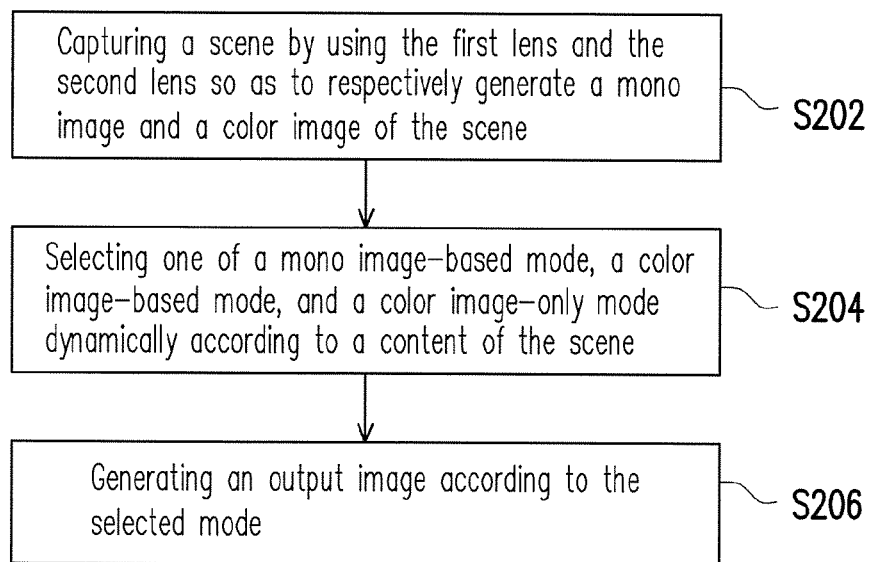 Capturing a scene by using the first lens and the
second lens so as to respectively generate a mono
image and a color image of the scene
S202
Selecting one of a mono image-based mode, a color
image-based mode, and a color image-only mode
dynamically according to a content of the scene
S204
Generating an output image according to the
selected mode
S206